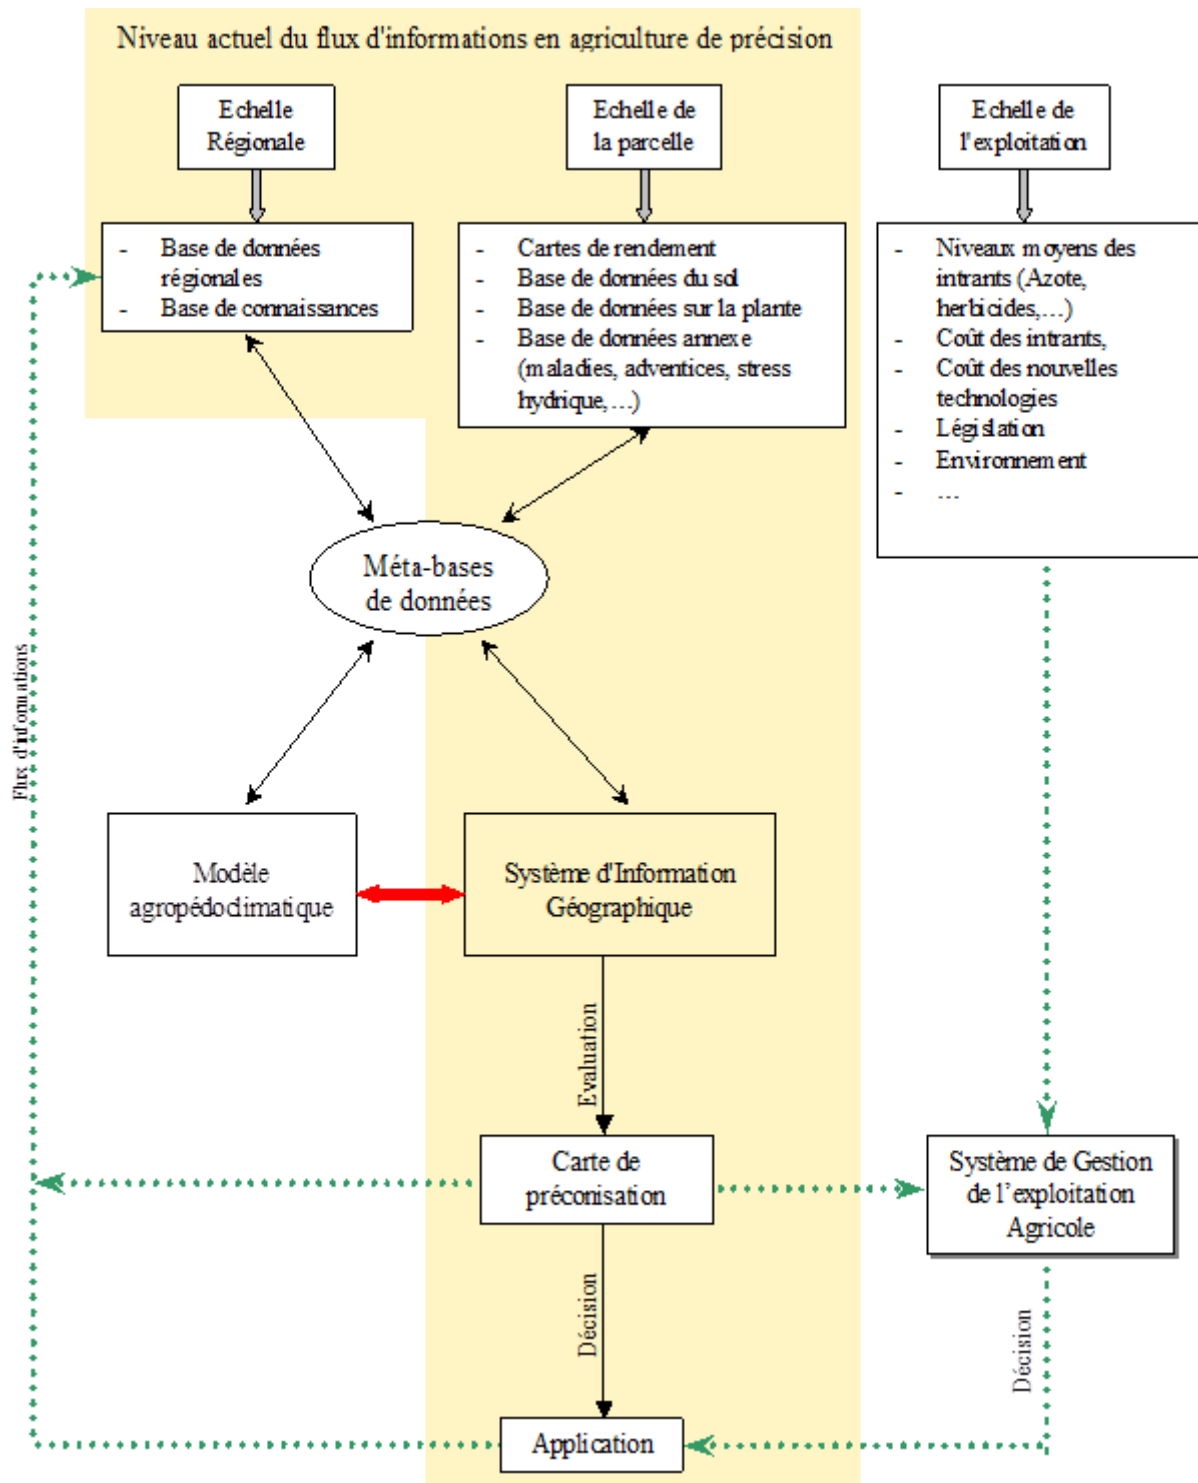 Niveau actuel du flux d'informations en agriculture de précision
Echelle
Régionale
Echelle de
la parcelle
Echelle de
l'exploitation
- Base de données
régionales
- Base de connaissances
- Cartes de rendement
- Base de données du sol
- Base de données sur la plante
- Base de données annexe
(maladies, adventices, stress
hydrique,…)
- Niveaux moyens des
intrants (Azote,
herbicides,…)
- Coût des intrants,
- Coût des nouvelles
technologies
- Législation
- Environnement
- …
Méta-bases
de données
Flux d'informations
Modèle
agropédoclimatique
Système d'Information
Géographique
Evaluation
Carte de
préconisation
Système de Gestion
de l’exploitation
Agricole
Décision
Décision
Application